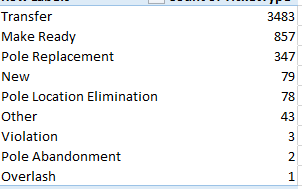 Transfer 3483
Make Ready 857
Pole Replacement 347
New 79
Pole Location Elimination 78
Other 43
Violation 3
Pole Abandonment 2
Overlash 1